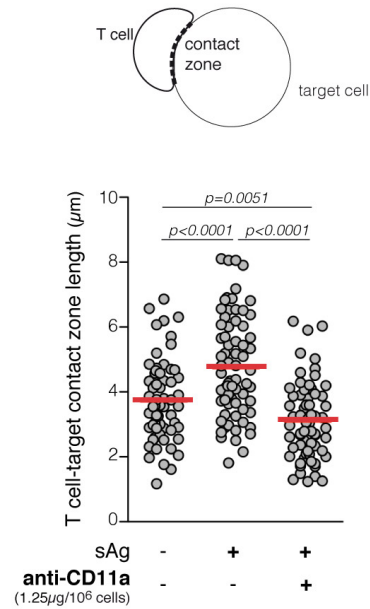 T cell
contact
zone
target cell
T cell-target contact zone length (µm)
10
8
6
4
2
0
p=0.0051
p<0.0001 p<0.0001
sAg - + +
anti-CD11a - - +
(1.25µg/10⁶ cells)